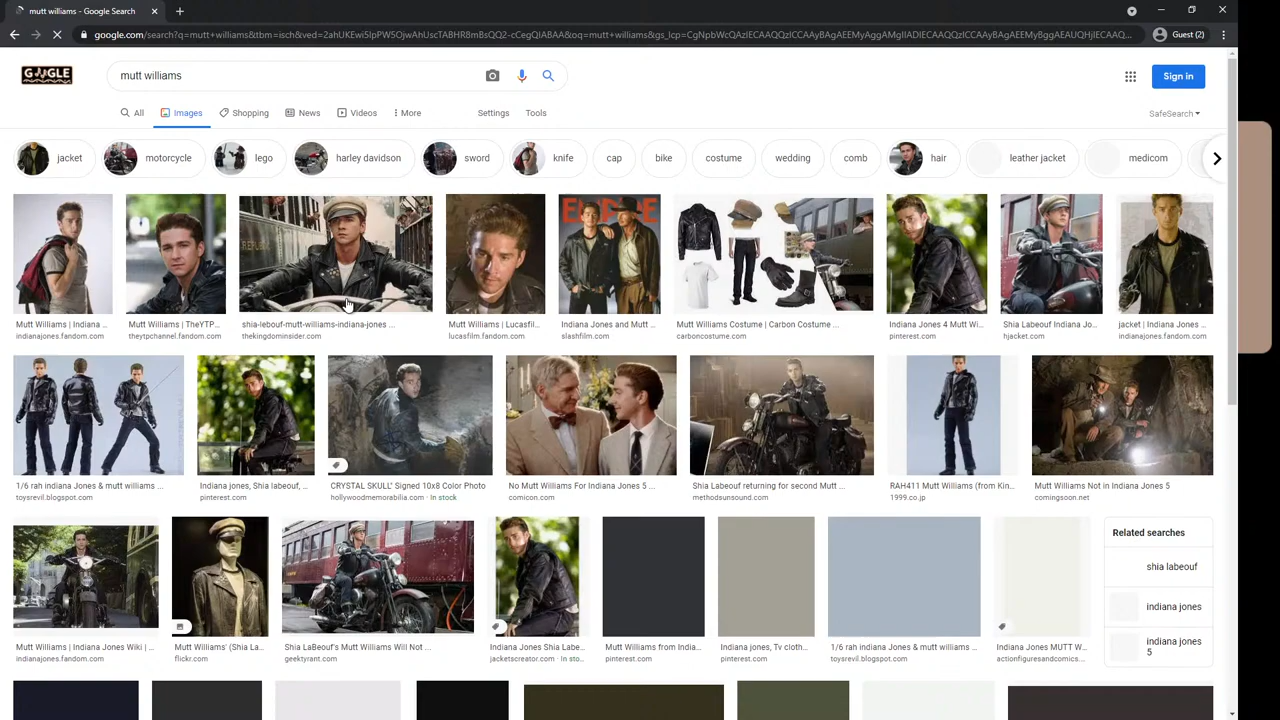 mutt williams - Google Search
google.com/search?q=mutt+williams&tbm=isch&ved=2ahUKEwi5lpPW5OjwAhUscTABHR8mBsQQ2-cCegQIABAA&oq=mutt+williams&gs_lcp=CgNpbWcQAzIECAAQQzIECAAyBAgAEEMyAggAMgIIADIECAAQQzIECAAyBAgAEEMyBggAEAUQHjIECAAQ...
Guest (2)
GOOGLE
mutt williams
Sign in
All
Images
Shopping
News
Videos
More
Settings
Tools
SafeSearch
jacket
motorcycle
lego
harley davidson
sword
knife
cap
bike
costume
wedding
comb
hair
leather jacket
medicom
EMPIRE
Mutt Williams | Indiana ...
Mutt Williams | TheYTP...
shia-lebouf-mutt-williams-indiana-jones ...
Mutt Williams | Lucasfil...
Indiana Jones and Mutt ...
Mutt Williams Costume | Carbon Costume ...
Indiana Jones 4 Mutt Wi...
Shia Labeouf Indiana Jo...
jacket | Indiana Jones ...
indianajones.fandom.com
theytpchannel.fandom.com
thekingdominsider.com
lucasfilm.fandom.com
slashfilm.com
carboncostume.com
pinterest.com
hjacket.com
indianajones.fandom.com
1/6 rah indiana Jones & mutt williams ...
Indiana jones, Shia labeouf, ...
CRYSTAL SKULL" Signed 10x8 Color Photo
No Mutt Williams For Indiana Jones 5 ...
Shia Labeouf returning for second Mutt ...
RAH411 Mutt Williams (from Kin...
Mutt Williams Not in Indiana Jones 5
toysrevil.blogspot.com
pinterest.com
hollywoodmemorabilia.com · In stock
comicon.com
methodsunsound.com
1999.co.jp
comingsoon.net
Related searches
shia labeouf
indiana jones
indiana jones 5
Mutt Williams | Indiana Jones Wiki | ...
Mutt Williams' (Shia La...
Shia LaBeouf's Mutt Williams Will Not ...
Indiana Jones Shia Labe...
Mutt Williams from India...
Indiana jones, Tv cloth...
1/6 rah indiana Jones & mutt williams ...
Indiana Jones MUTT W...
indianajones.fandom.com
flickr.com
geektyrant.com
jacketscreator.com · In sto...
pinterest.com
pinterest.com
toysrevil.blogspot.com
actionfiguresandcomics...